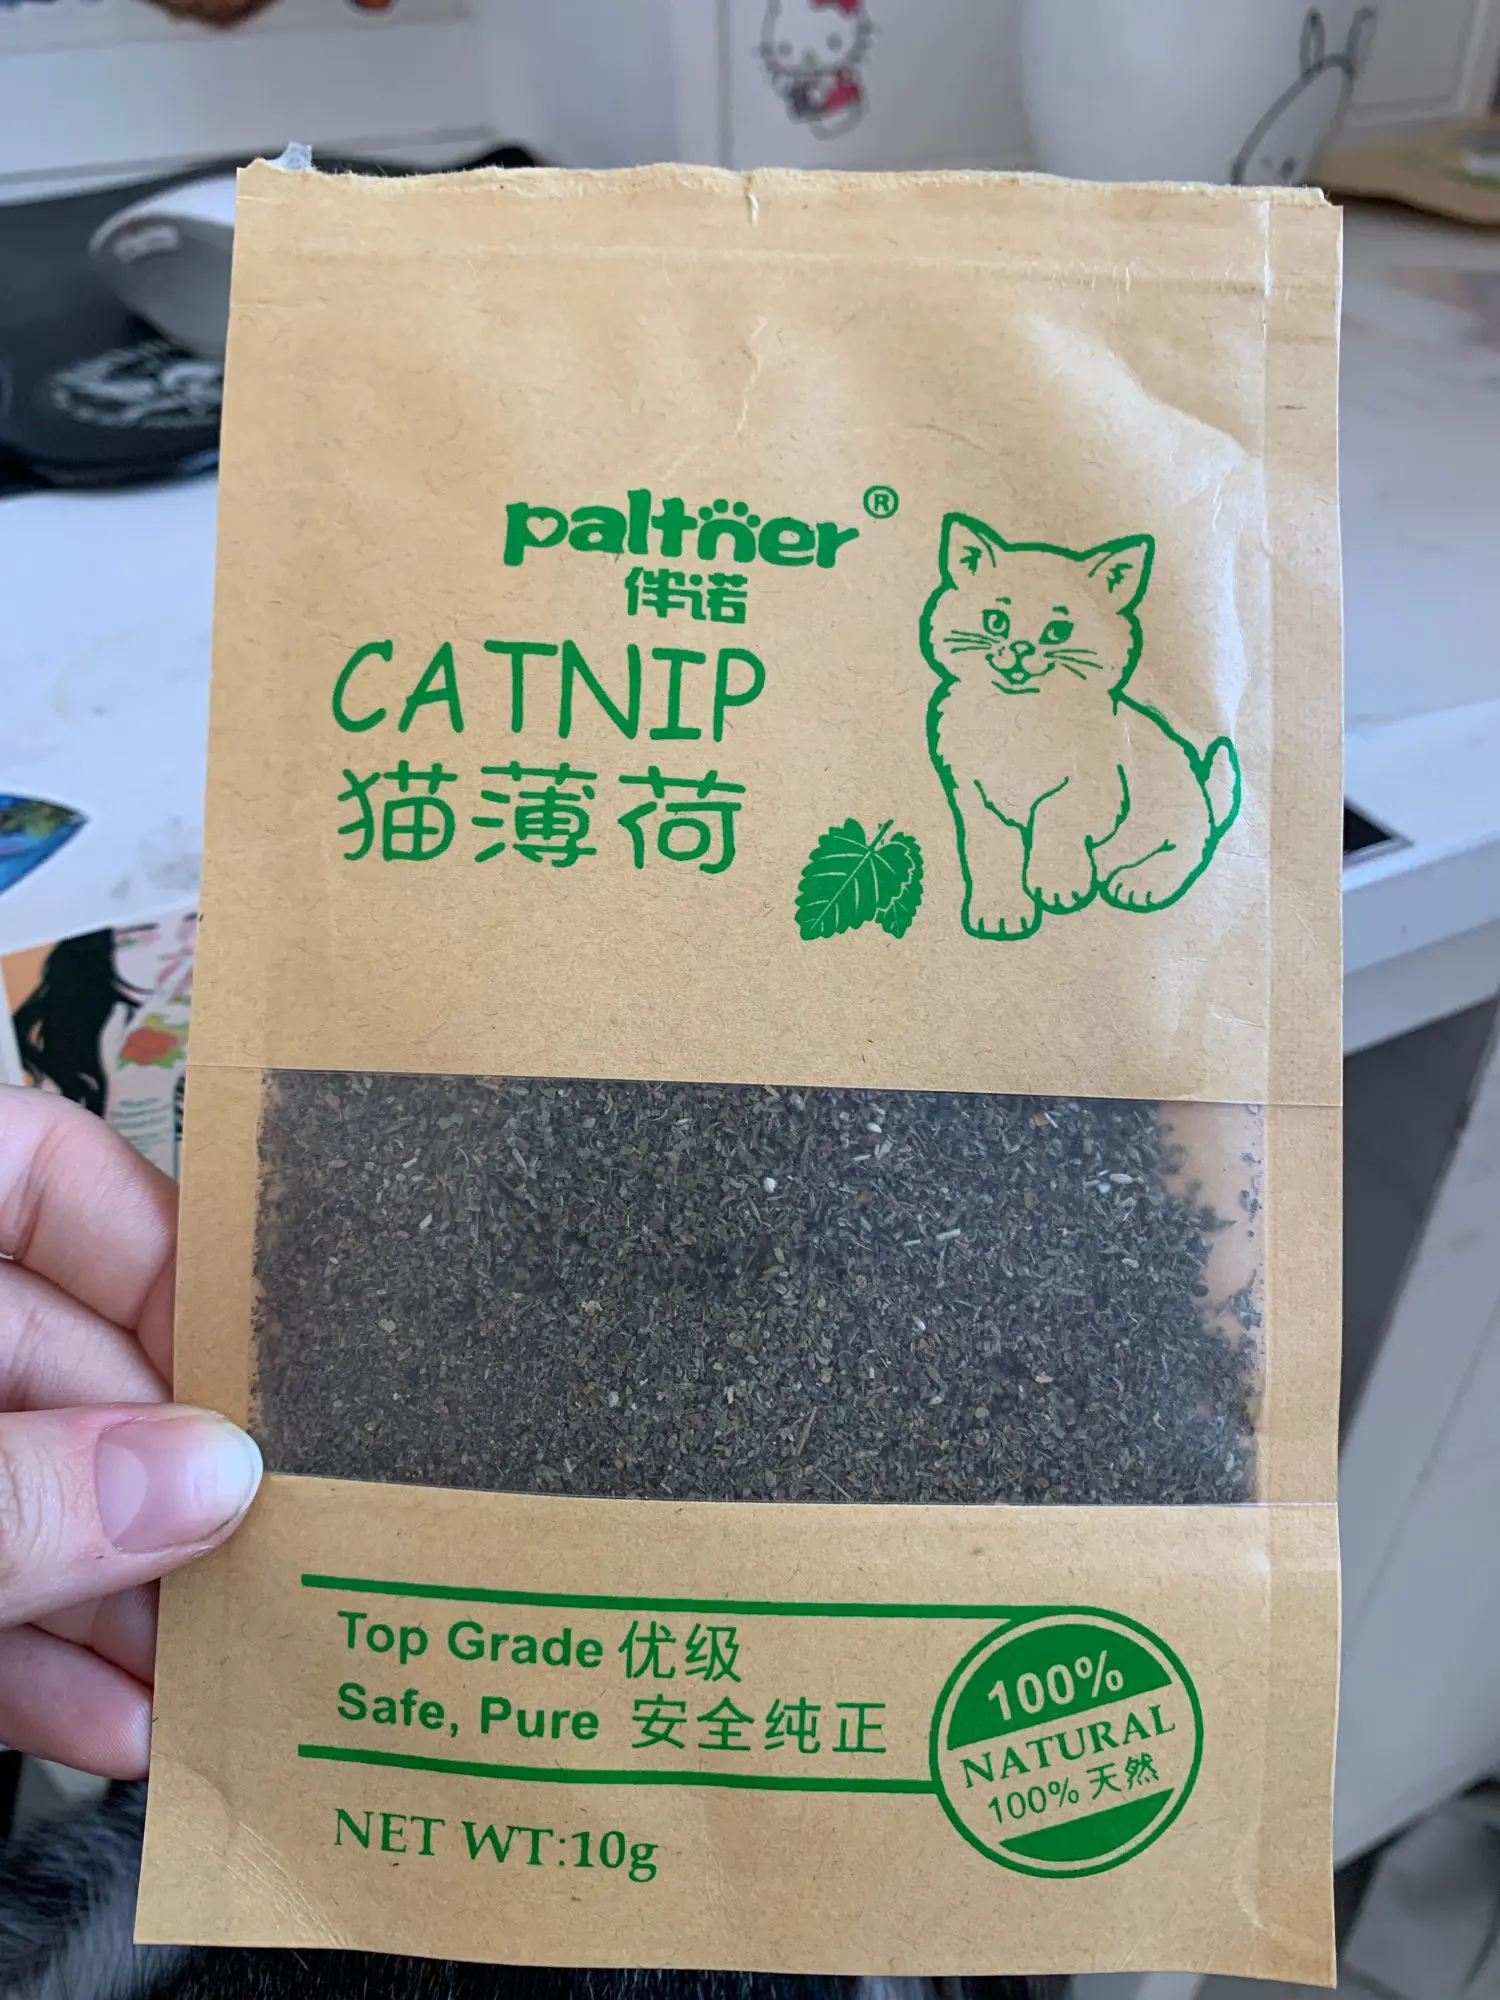 paltner®
伴诺
CATNIP
猫薄荷
Top Grade 优级
Safe, Pure 安全纯正
100%
NATURAL
100% 天然
NET WT:10g